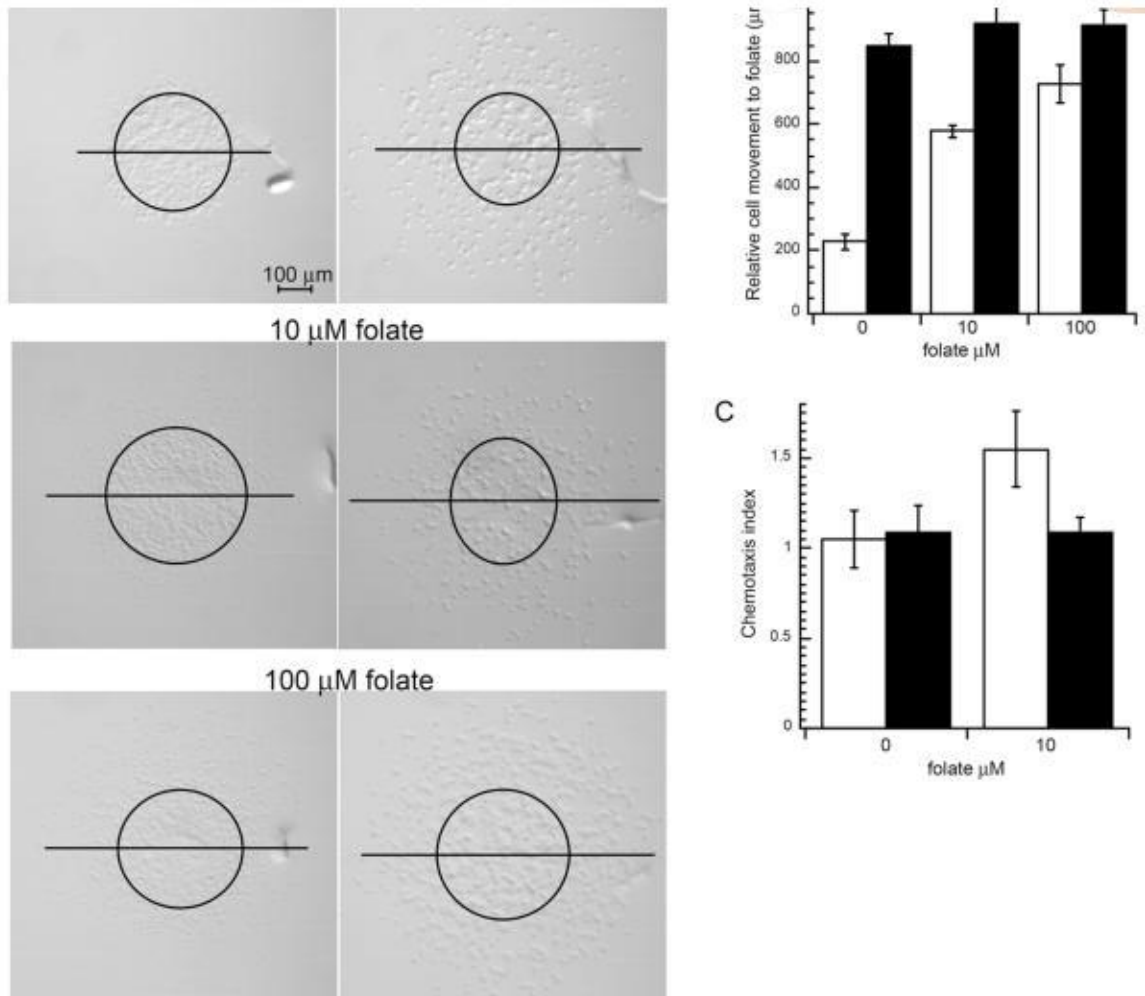 100 μm
10 μM folate
100 μM folate
Relative cell movement to folate
800
600
400
200
0
0 10 100
folate μM
C
Chemotaxis index
1.5
1
0.5
0
0 10
folate μM